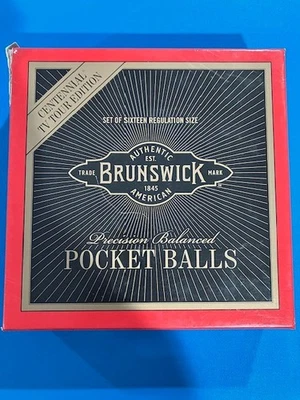 CENTENNIAL
TV TOUR EDITION
SET OF SIXTEEN REGULATION SIZE
AUTHENTIC
EST.
TRADE MARK
BRUNSWICK
1845
AMERICAN
Precision Balanced
POCKET BALLS